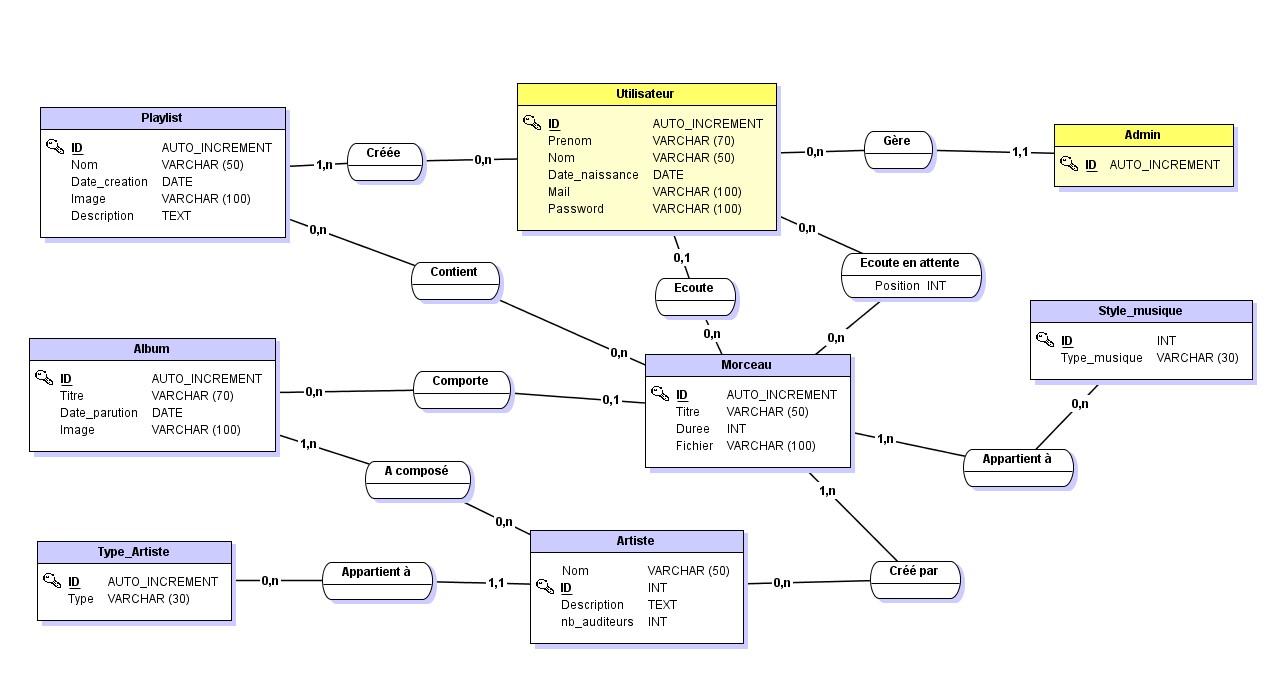 Playlist
ID AUTO_INCREMENT
Nom VARCHAR (50)
Date_creation DATE
Image VARCHAR (100)
Description TEXT
1,n
Créée
0,n
Utilisateur
ID AUTO_INCREMENT
Prenom VARCHAR (70)
Nom VARCHAR (50)
Date_naissance DATE
Mail VARCHAR (100)
Password VARCHAR (100)
0,n
Gère
1,1
Admin
ID AUTO_INCREMENT
0,n
Contient
0,n
0,1
Ecoute
0,n
0,n
Ecoute en attente
Position INT
0,n
Style_musique
ID INT
Type_musique VARCHAR (30)
0,n
Album
ID AUTO_INCREMENT
Titre VARCHAR (70)
Date_parution DATE
Image VARCHAR (100)
0,n
Comporte
0,1
Morceau
ID AUTO_INCREMENT
Titre VARCHAR (50)
Duree INT
Fichier VARCHAR (100)
1,n
Appartient à
1,n
A composé
0,n
1,n
Type_Artiste
ID AUTO_INCREMENT
Type VARCHAR (30)
0,n
Appartient à
1,1
Artiste
Nom VARCHAR (50)
ID INT
Description TEXT
nb_auditeurs INT
0,n
Créé par